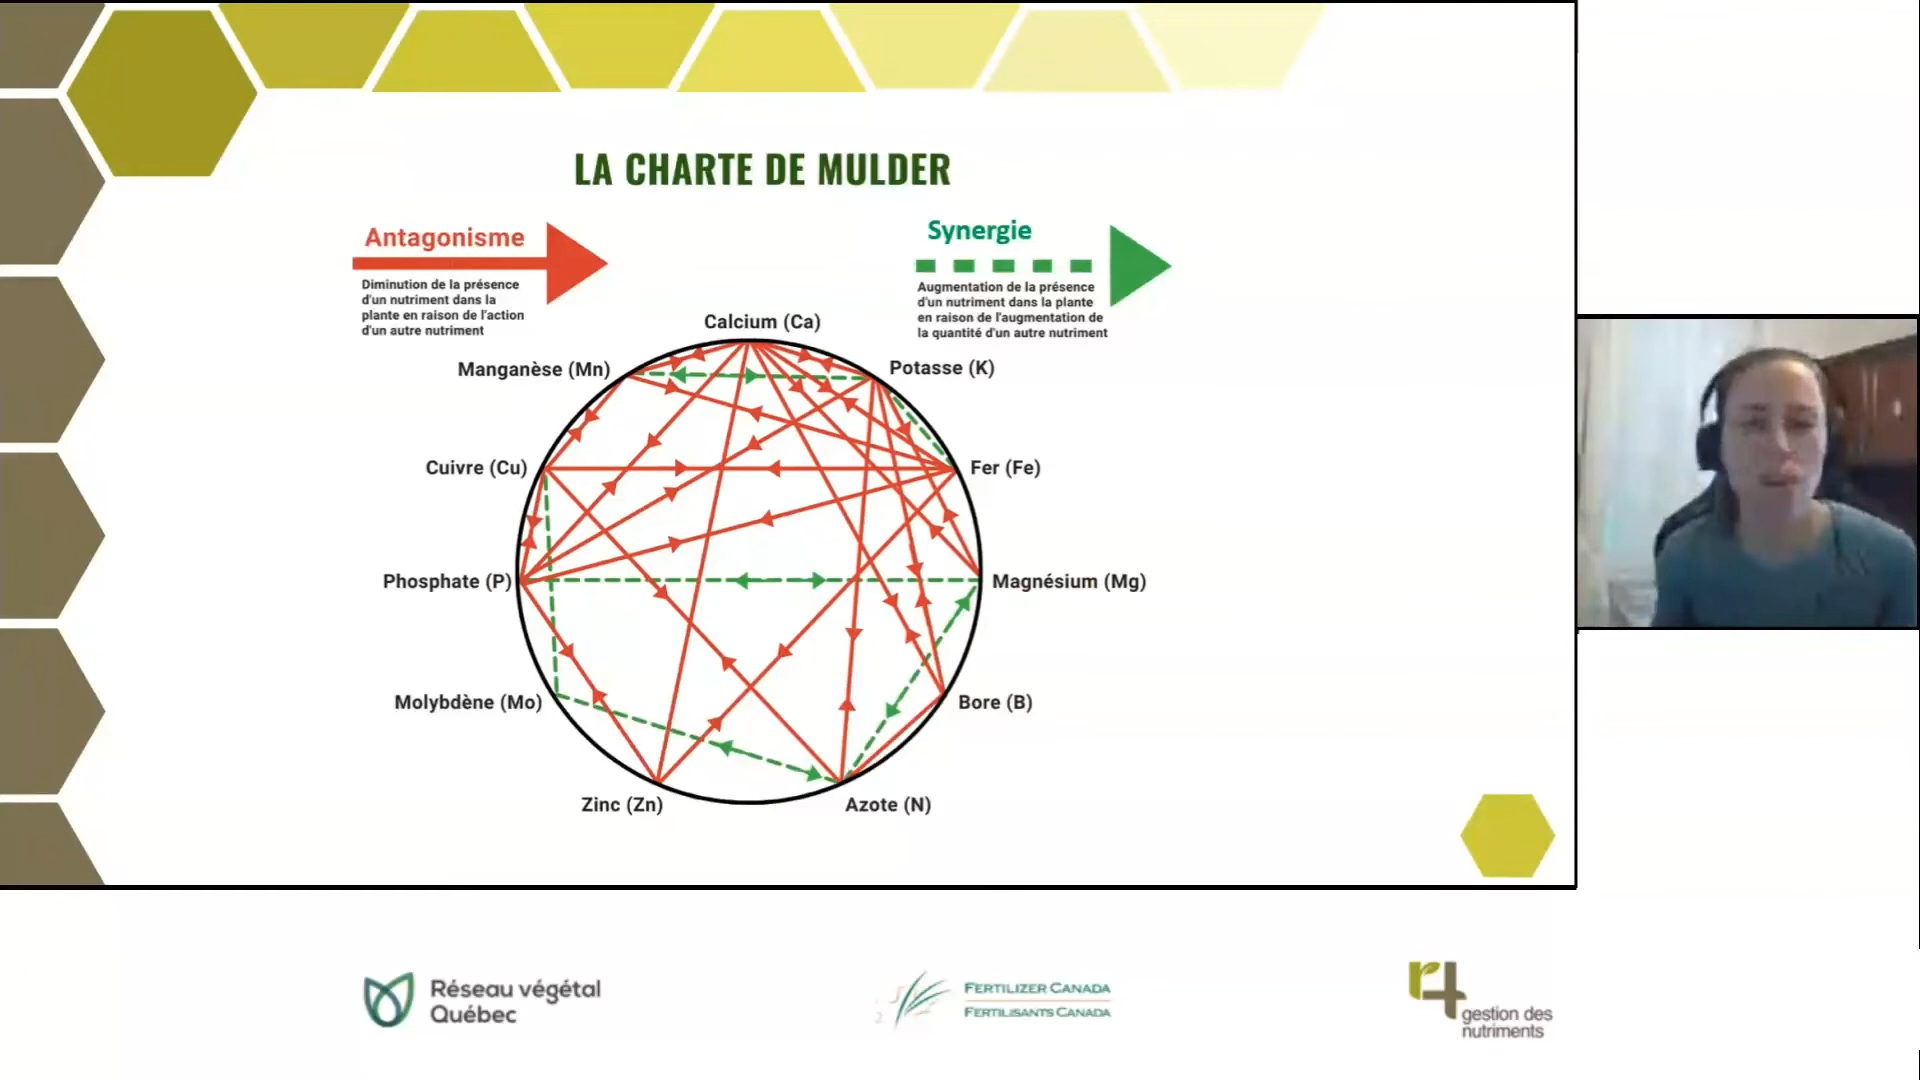 LA CHARTE DE MULDER
Antagonisme
Diminution de la présence
d'un nutriment dans la
plante en raison de l'action
d'un autre nutriment
Synergie
Augmentation de la présence
d'un nutriment dans la plante
en raison de l'augmentation de
la quantité d'un autre nutriment
Calcium (Ca)
Manganèse (Mn)
Potasse (K)
Cuivre (Cu)
Fer (Fe)
Phosphate (P)
Magnésium (Mg)
Molybdène (Mo)
Bore (B)
Zinc (Zn)
Azote (N)
Réseau végétal
Québec
FERTILIZER CANADA
FERTILISANTS CANADA
r4
gestion des
nutriments